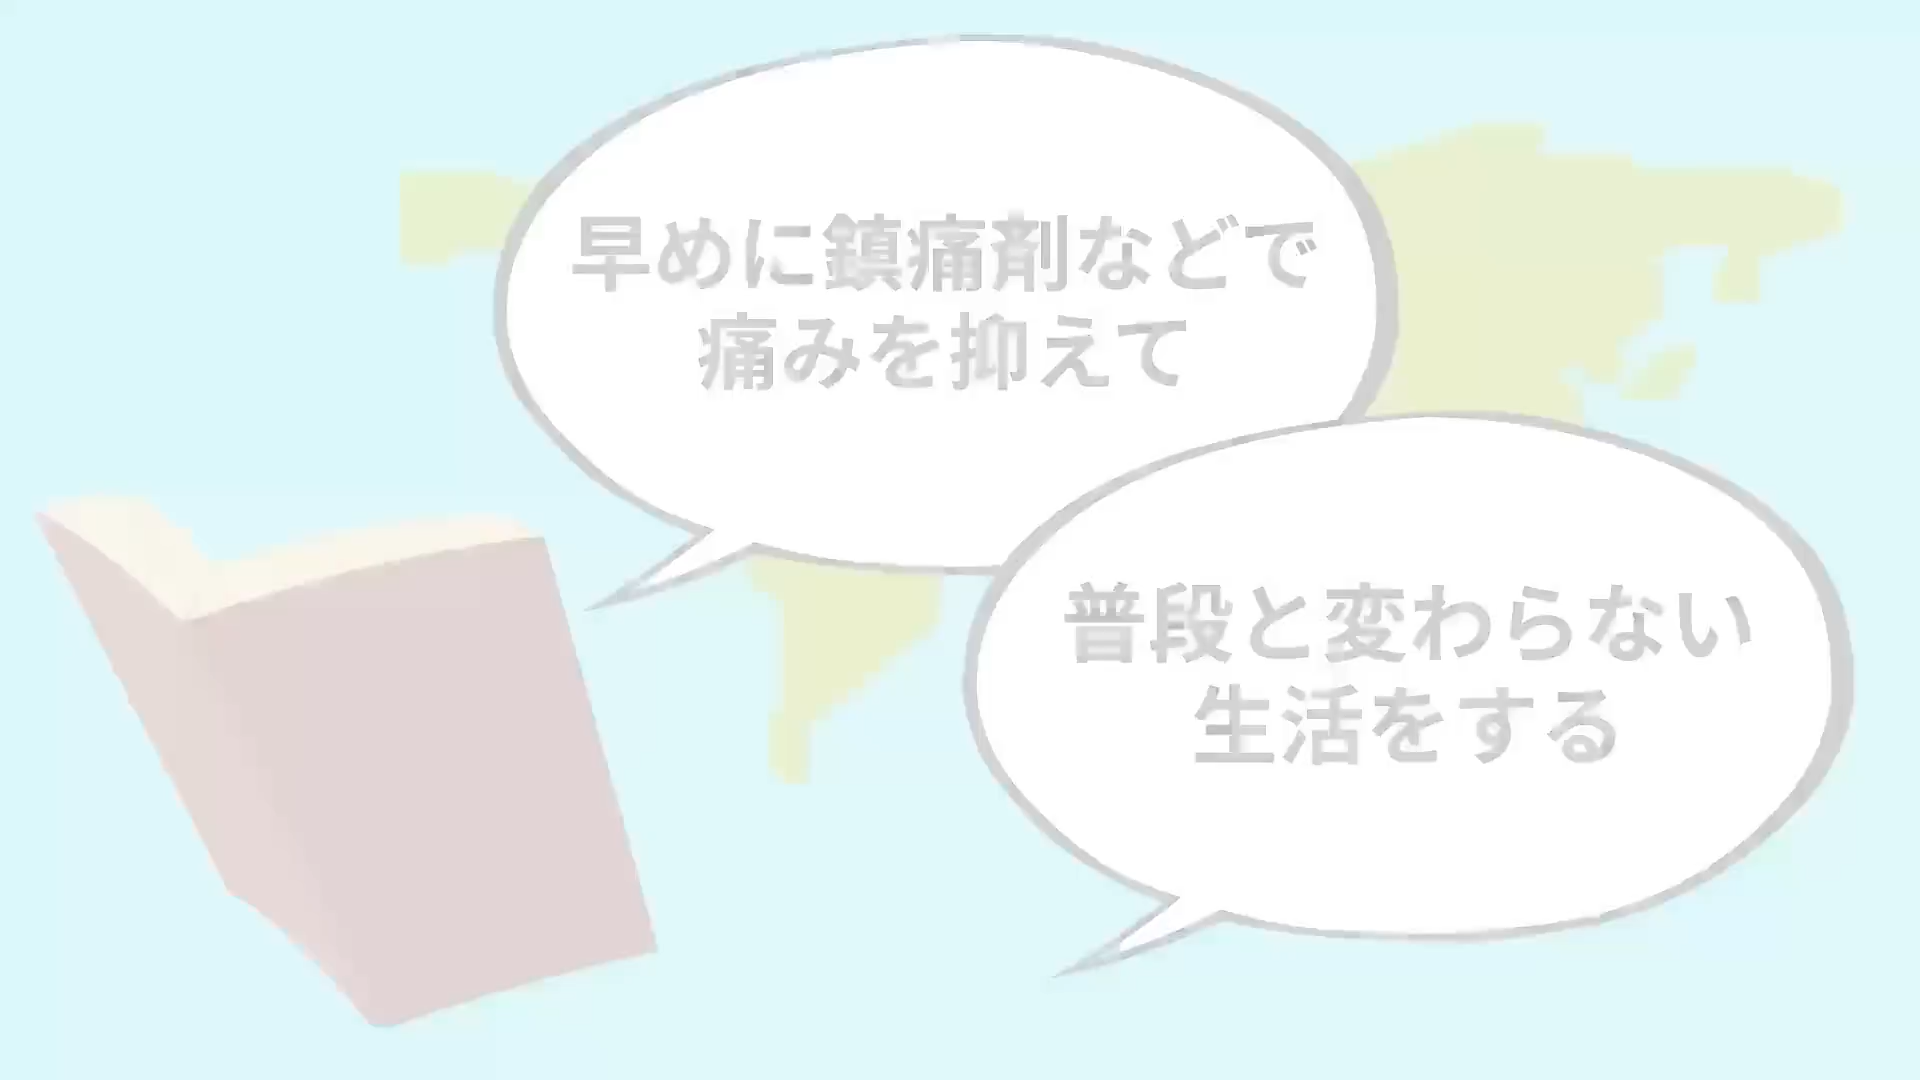 早めに鎮痛剤などで
痛みを抑えて
普段と変わらない
生活をする